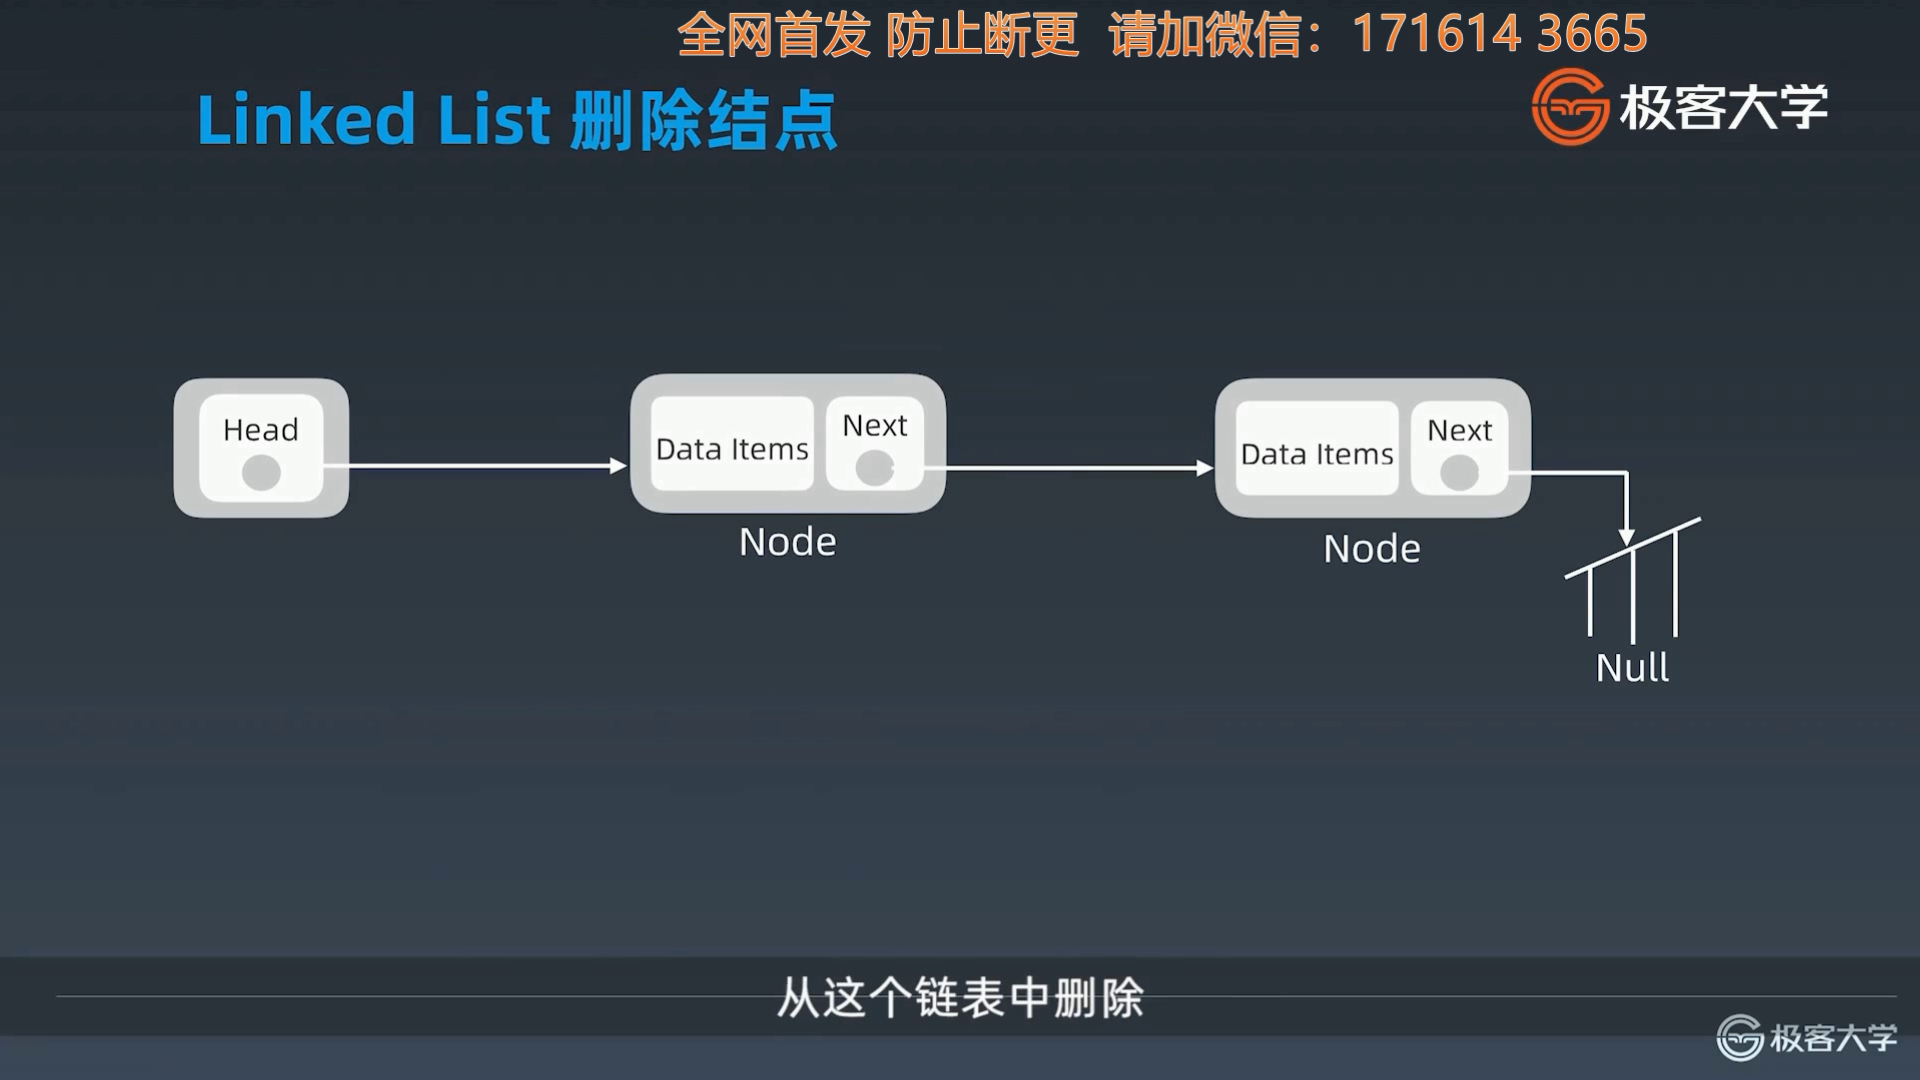 全网首发 防止断更 请加微信：171614 3665
极客大学
Linked List 删除结点
Head
Data Items
Next
Node
Data Items
Next
Node
Null
从这个链表中删除
极客大学